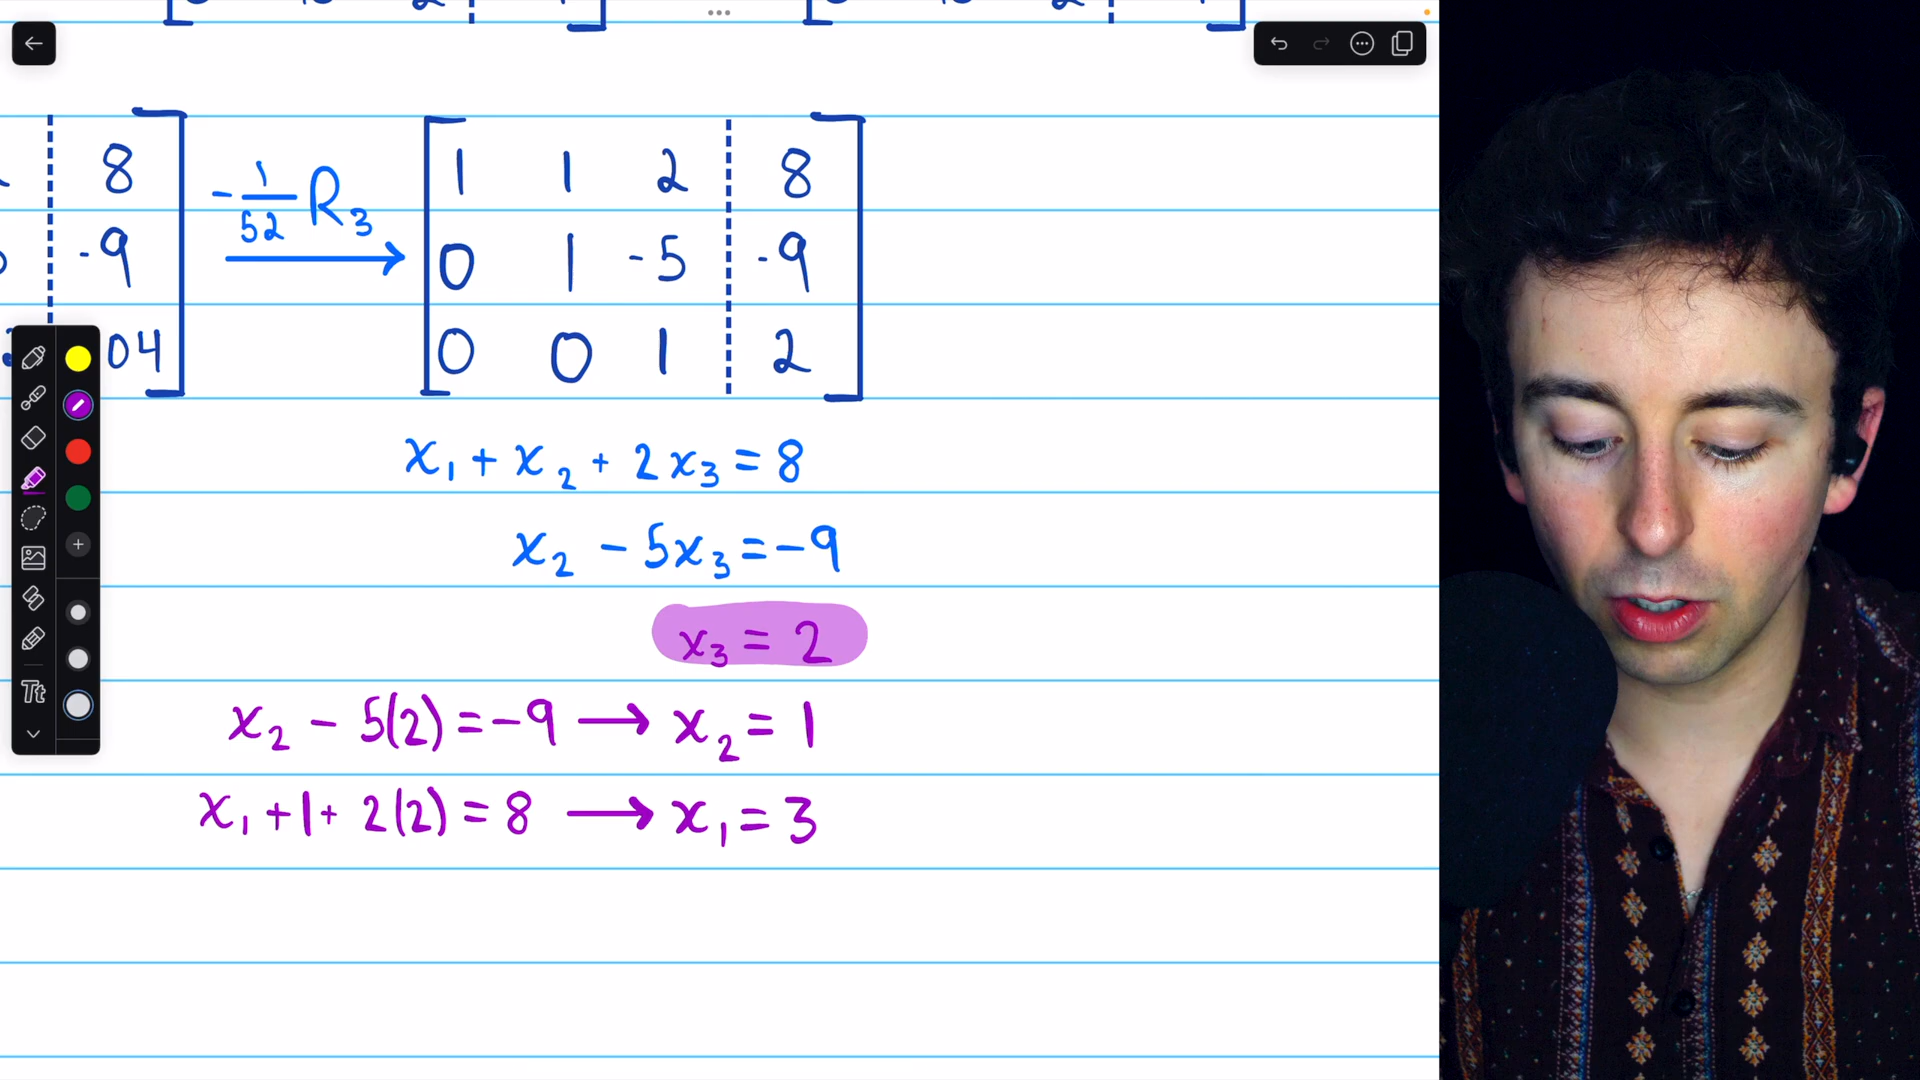 8 -1/52 R₃ 1 1 2 8
-9 → 0 1 -5 -9
04 0 0 1 2
x₁ + x₂ + 2x₃ = 8
x₂ - 5x₃ = -9
x₃ = 2
x₂ - 5(2) = -9 → x₂ = 1
x₁ + 1 + 2(2) = 8 → x₁ = 3
Tt